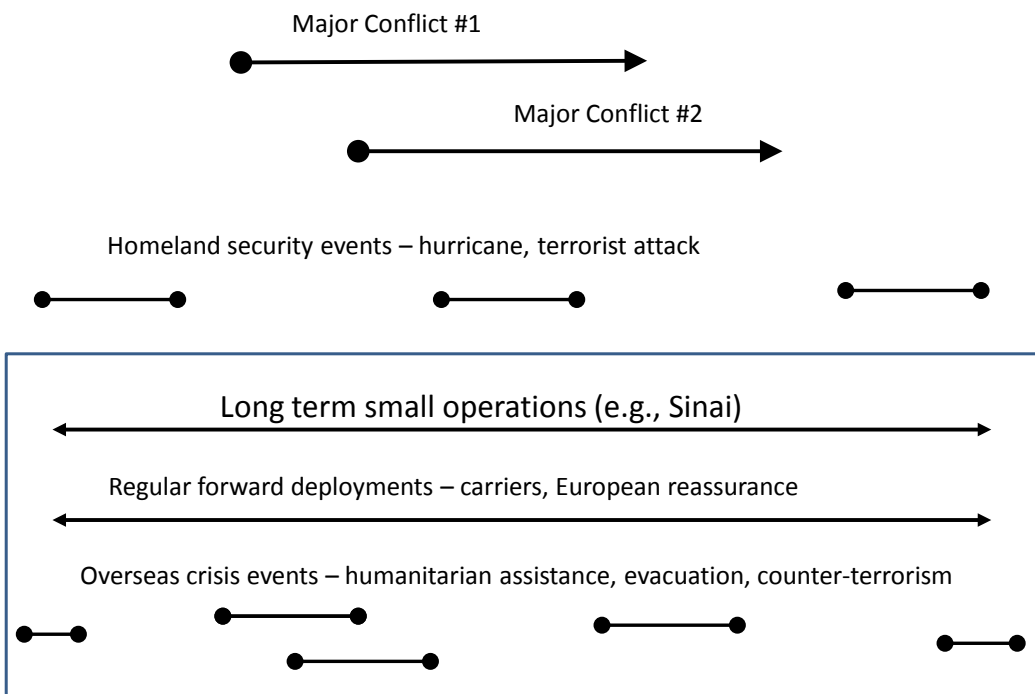 Major Conflict #1
Major Conflict #2
Homeland security events – hurricane, terrorist attack
Long term small operations (e.g., Sinai)
Regular forward deployments – carriers, European reassurance
Overseas crisis events – humanitarian assistance, evacuation, counter-terrorism